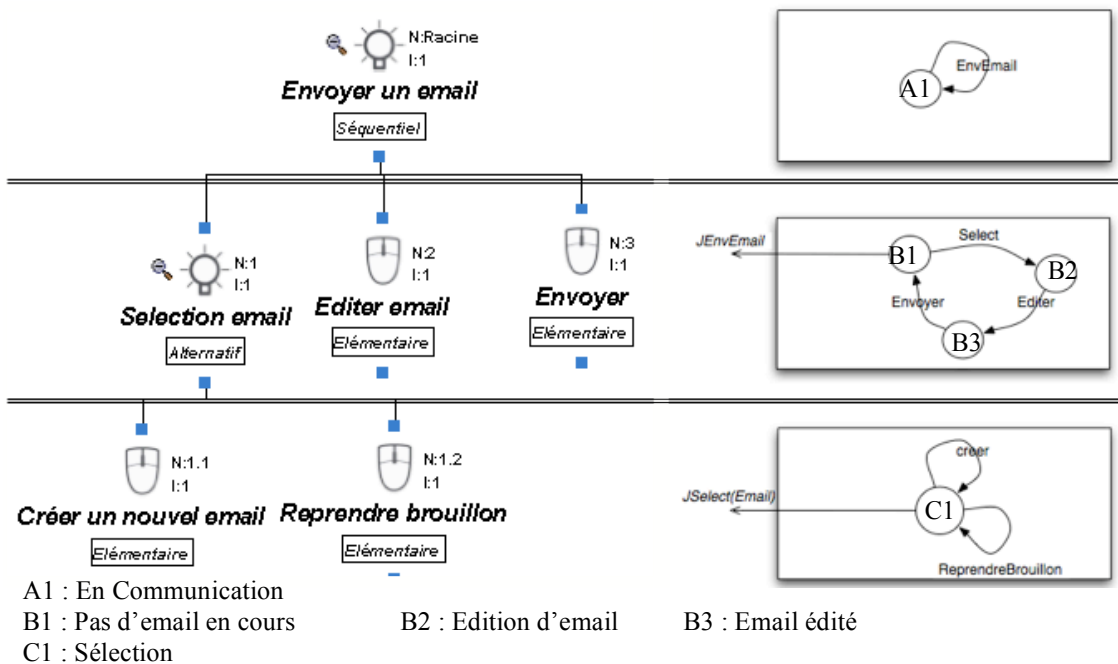 N:Racine
I:1
Envoyer un email
Séquentiel
EnvEmail
A1
N:1
I:1
Selection email
Alternatif
N:2
I:1
Editer email
Elémentaire
N:3
I:1
Envoyer
Elémentaire
JEnvEmail
B1
Select
B2
Envoyer
Editer
B3
N:1.1
I:1
Créer un nouvel email
Elémentaire
N:1.2
I:1
Reprendre brouillon
Elémentaire
creer
JSelect(Email)
C1
ReprendreBrouillon
A1 : En Communication
B1 : Pas d’email en cours B2 : Edition d’email B3 : Email édité
C1 : Sélection